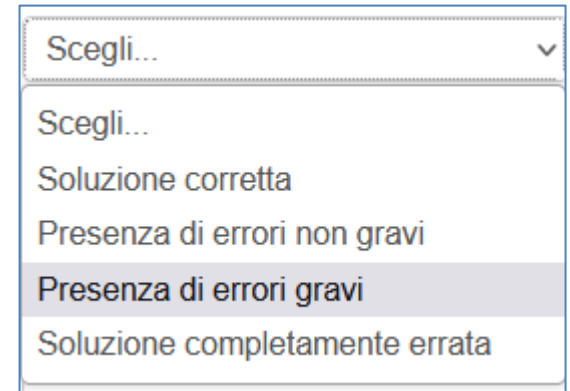 Scegli...
Scegli...
Soluzione corretta
Presenza di errori non gravi
Presenza di errori gravi
Soluzione completamente errata